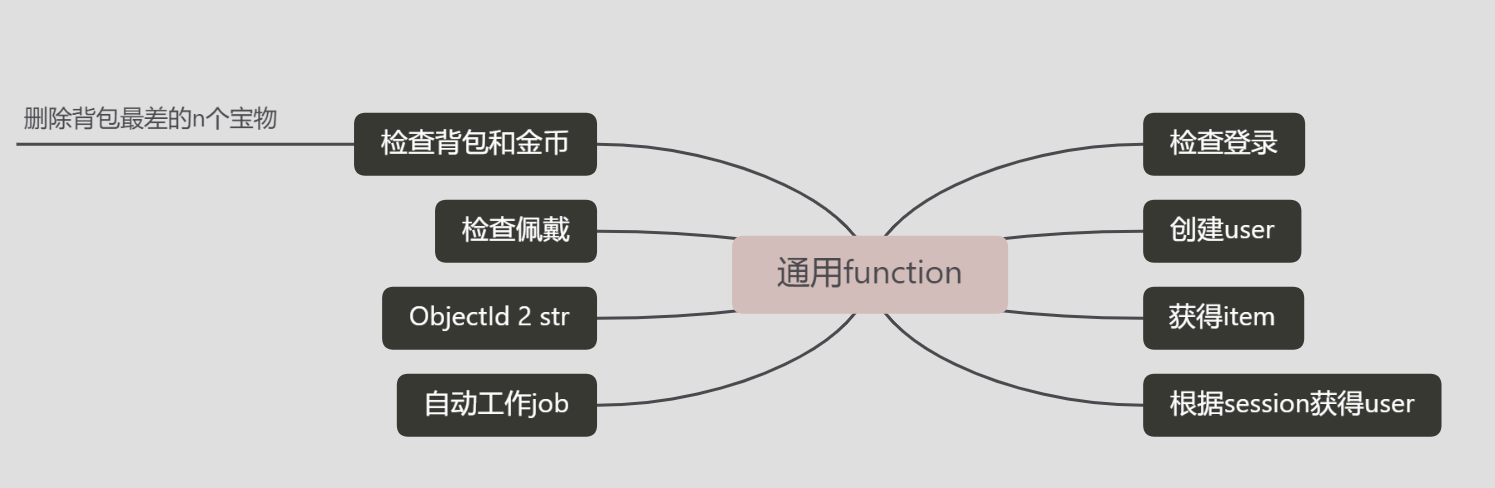 删除背包最差的n个宝物
检查背包和金币
检查佩戴
ObjectId 2 str
自动工作job
通用function
检查登录
创建user
获得item
根据session获得user